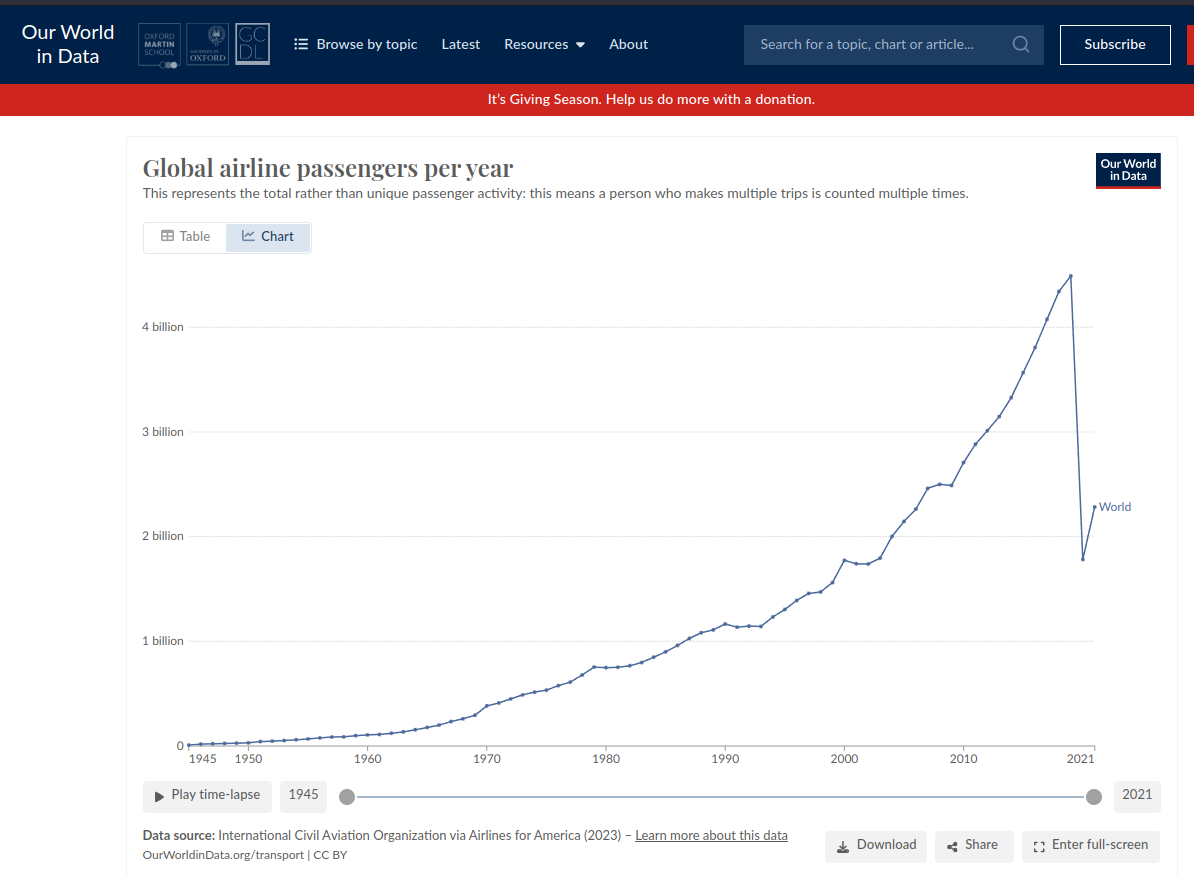 Our World
in Data
OXFORD
MARTIN
SCHOOL
UNIVERSITY OF
OXFORD
GC
DL
Browse by topic
Latest
Resources
About
Search for a topic, chart or article...
Subscribe
It's Giving Season. Help us do more with a donation.
Global airline passengers per year
This represents the total rather than unique passenger activity: this means a person who makes multiple trips is counted multiple times.
Our World
in Data
Table
Chart
4 billion
3 billion
2 billion
1 billion
0
World
1945 1950 1960 1970 1980 1990 2000 2010 2021
Play time-lapse
1945
2021
Data source: International Civil Aviation Organization via Airlines for America (2023) – Learn more about this data
OurWorldinData.org/transport | CC BY
Download
Share
Enter full-screen